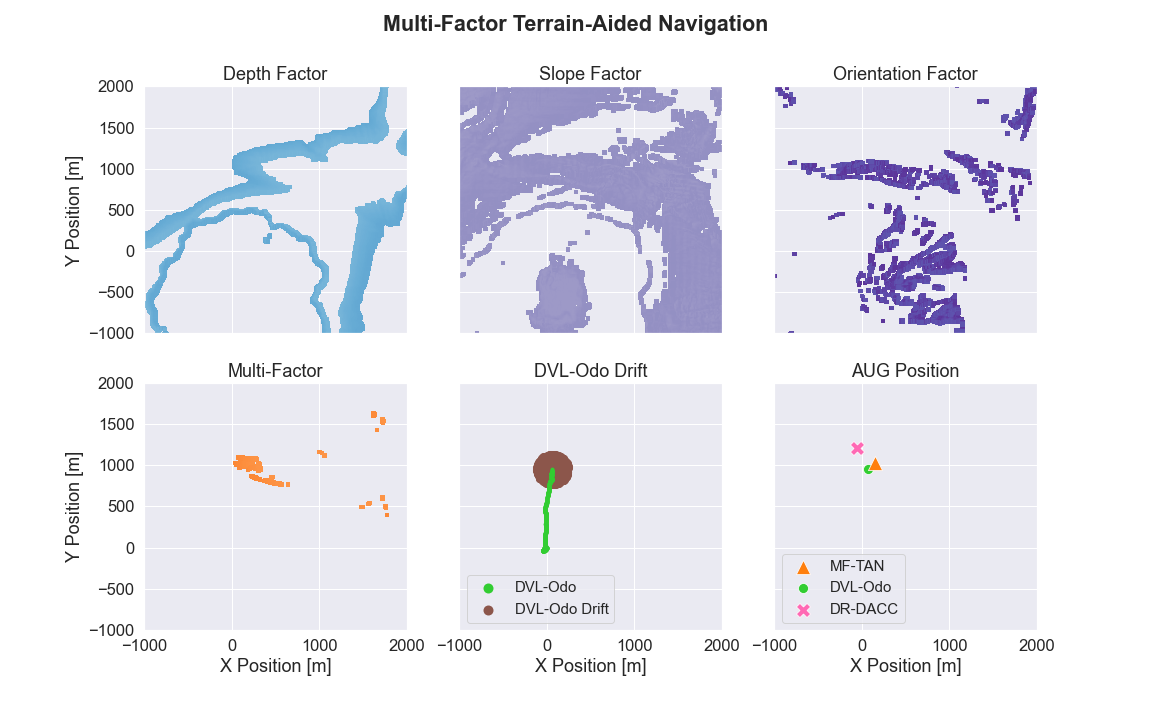 Multi-Factor Terrain-Aided Navigation
Depth Factor
Slope Factor
Orientation Factor
2000
1500
1000
500
0
−500
−1000
Y Position [m]
Multi-Factor
DVL-Odo Drift
AUG Position
2000
1500
1000
500
0
−500
−1000
Y Position [m]
DVL-Odo
DVL-Odo Drift
MF-TAN
DVL-Odo
DR-DACC
−1000 0 1000 2000
−1000 0 1000 2000
−1000 0 1000 2000
X Position [m]
X Position [m]
X Position [m]